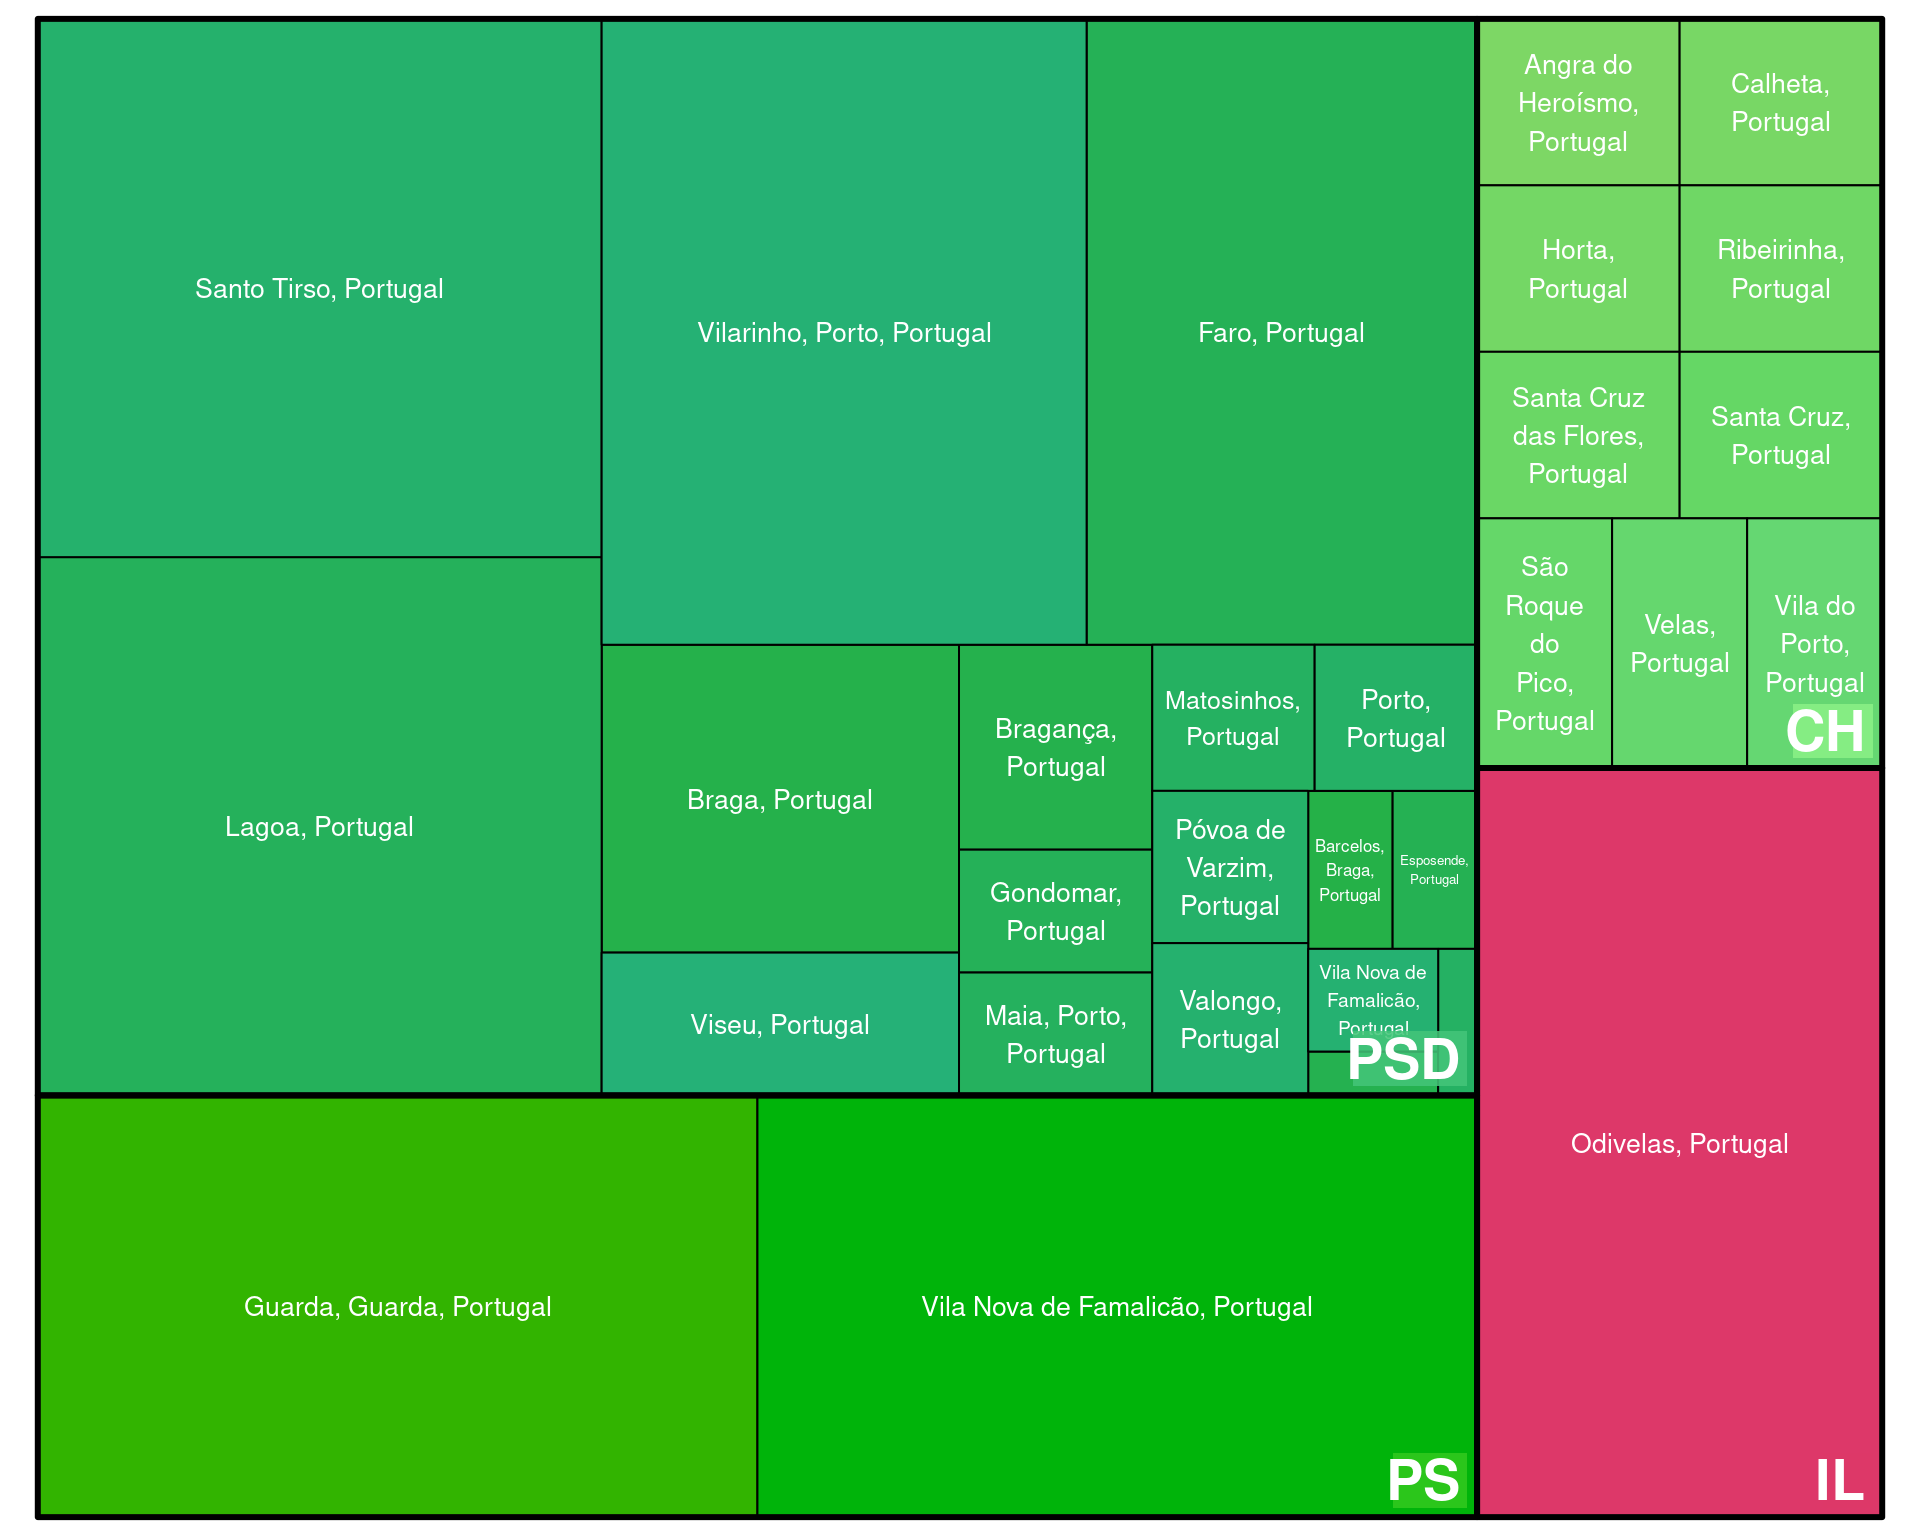 Santo Tirso, Portugal
Vilarinho, Porto, Portugal
Faro, Portugal
Lagoa, Portugal
Braga, Portugal
Viseu, Portugal
Bragança,
Portugal
Gondomar,
Portugal
Maia, Porto,
Portugal
Matosinhos,
Portugal
Porto,
Portugal
Póvoa de
Varzim,
Portugal
Valongo,
Portugal
Barcelos,
Braga,
Portugal
Esposende,
Portugal
Vila Nova de
Famalicão,
Portugal
PSD
Guarda, Guarda, Portugal
Vila Nova de Famalicão, Portugal
PS
Angra do
Heroísmo,
Portugal
Calheta,
Portugal
Horta,
Portugal
Ribeirinha,
Portugal
Santa Cruz
das Flores,
Portugal
Santa Cruz,
Portugal
São
Roque
do
Pico,
Portugal
Velas,
Portugal
Vila do
Porto,
Portugal
CH
Odivelas, Portugal
IL